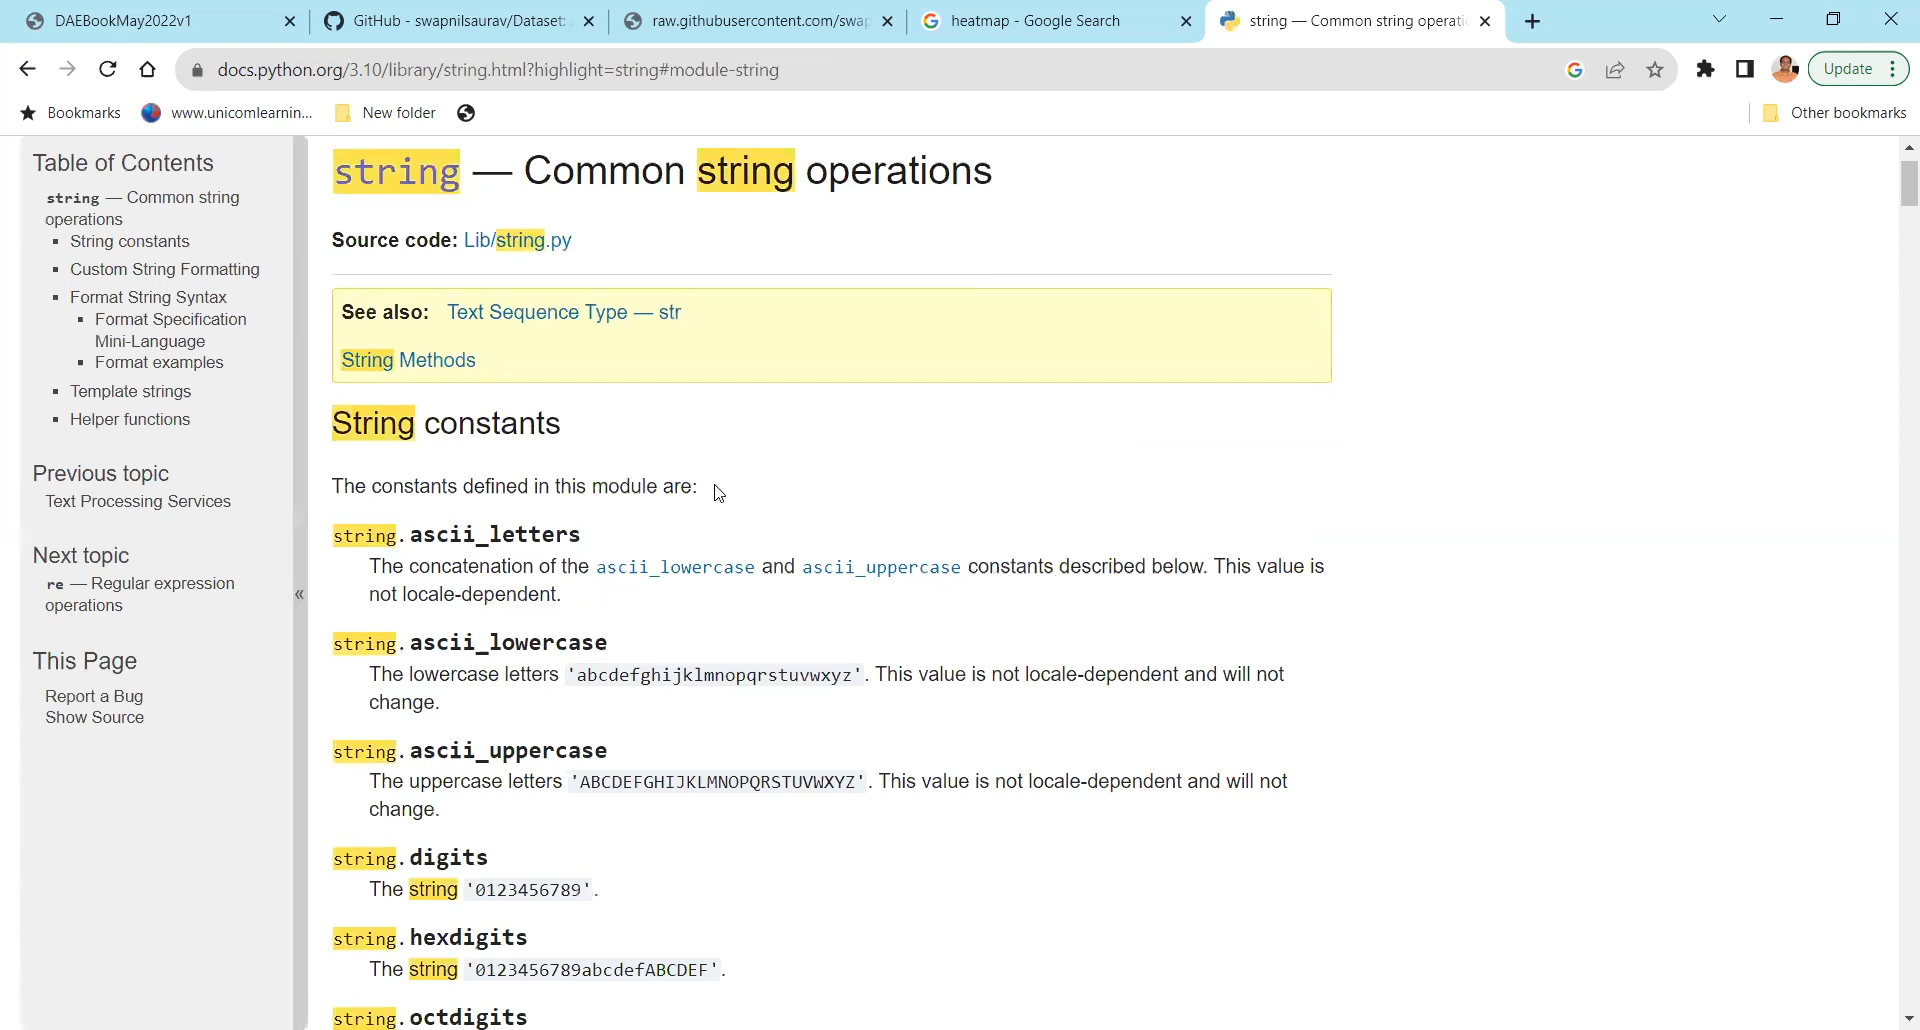 DAEBookMay2022v1
GitHub - swapnilsaurav/Dataset:
raw.githubusercontent.com/swap
heatmap - Google Search
string — Common string operati
docs.python.org/3.10/library/string.html?highlight=string#module-string
Update
Bookmarks
www.unicomlearnin...
New folder
Other bookmarks
Table of Contents
string — Common string
operations
String constants
Custom String Formatting
Format String Syntax
Format Specification
Mini-Language
Format examples
Template strings
Helper functions
Previous topic
Text Processing Services
Next topic
re — Regular expression
operations
This Page
Report a Bug
Show Source
«
string — Common string operations
Source code: Lib/string.py
See also: Text Sequence Type — str
String Methods
String constants
The constants defined in this module are:
string.ascii_letters
The concatenation of the ascii_lowercase and ascii_uppercase constants described below. This value is
not locale-dependent.
string.ascii_lowercase
The lowercase letters 'abcdefghijklmnopqrstuvwxyz'. This value is not locale-dependent and will not
change.
string.ascii_uppercase
The uppercase letters 'ABCDEFGHIJKLMNOPQRSTUVWXYZ'. This value is not locale-dependent and will not
change.
string.digits
The string '0123456789'.
string.hexdigits
The string '0123456789abcdefABCDEF'.
string.octdigits